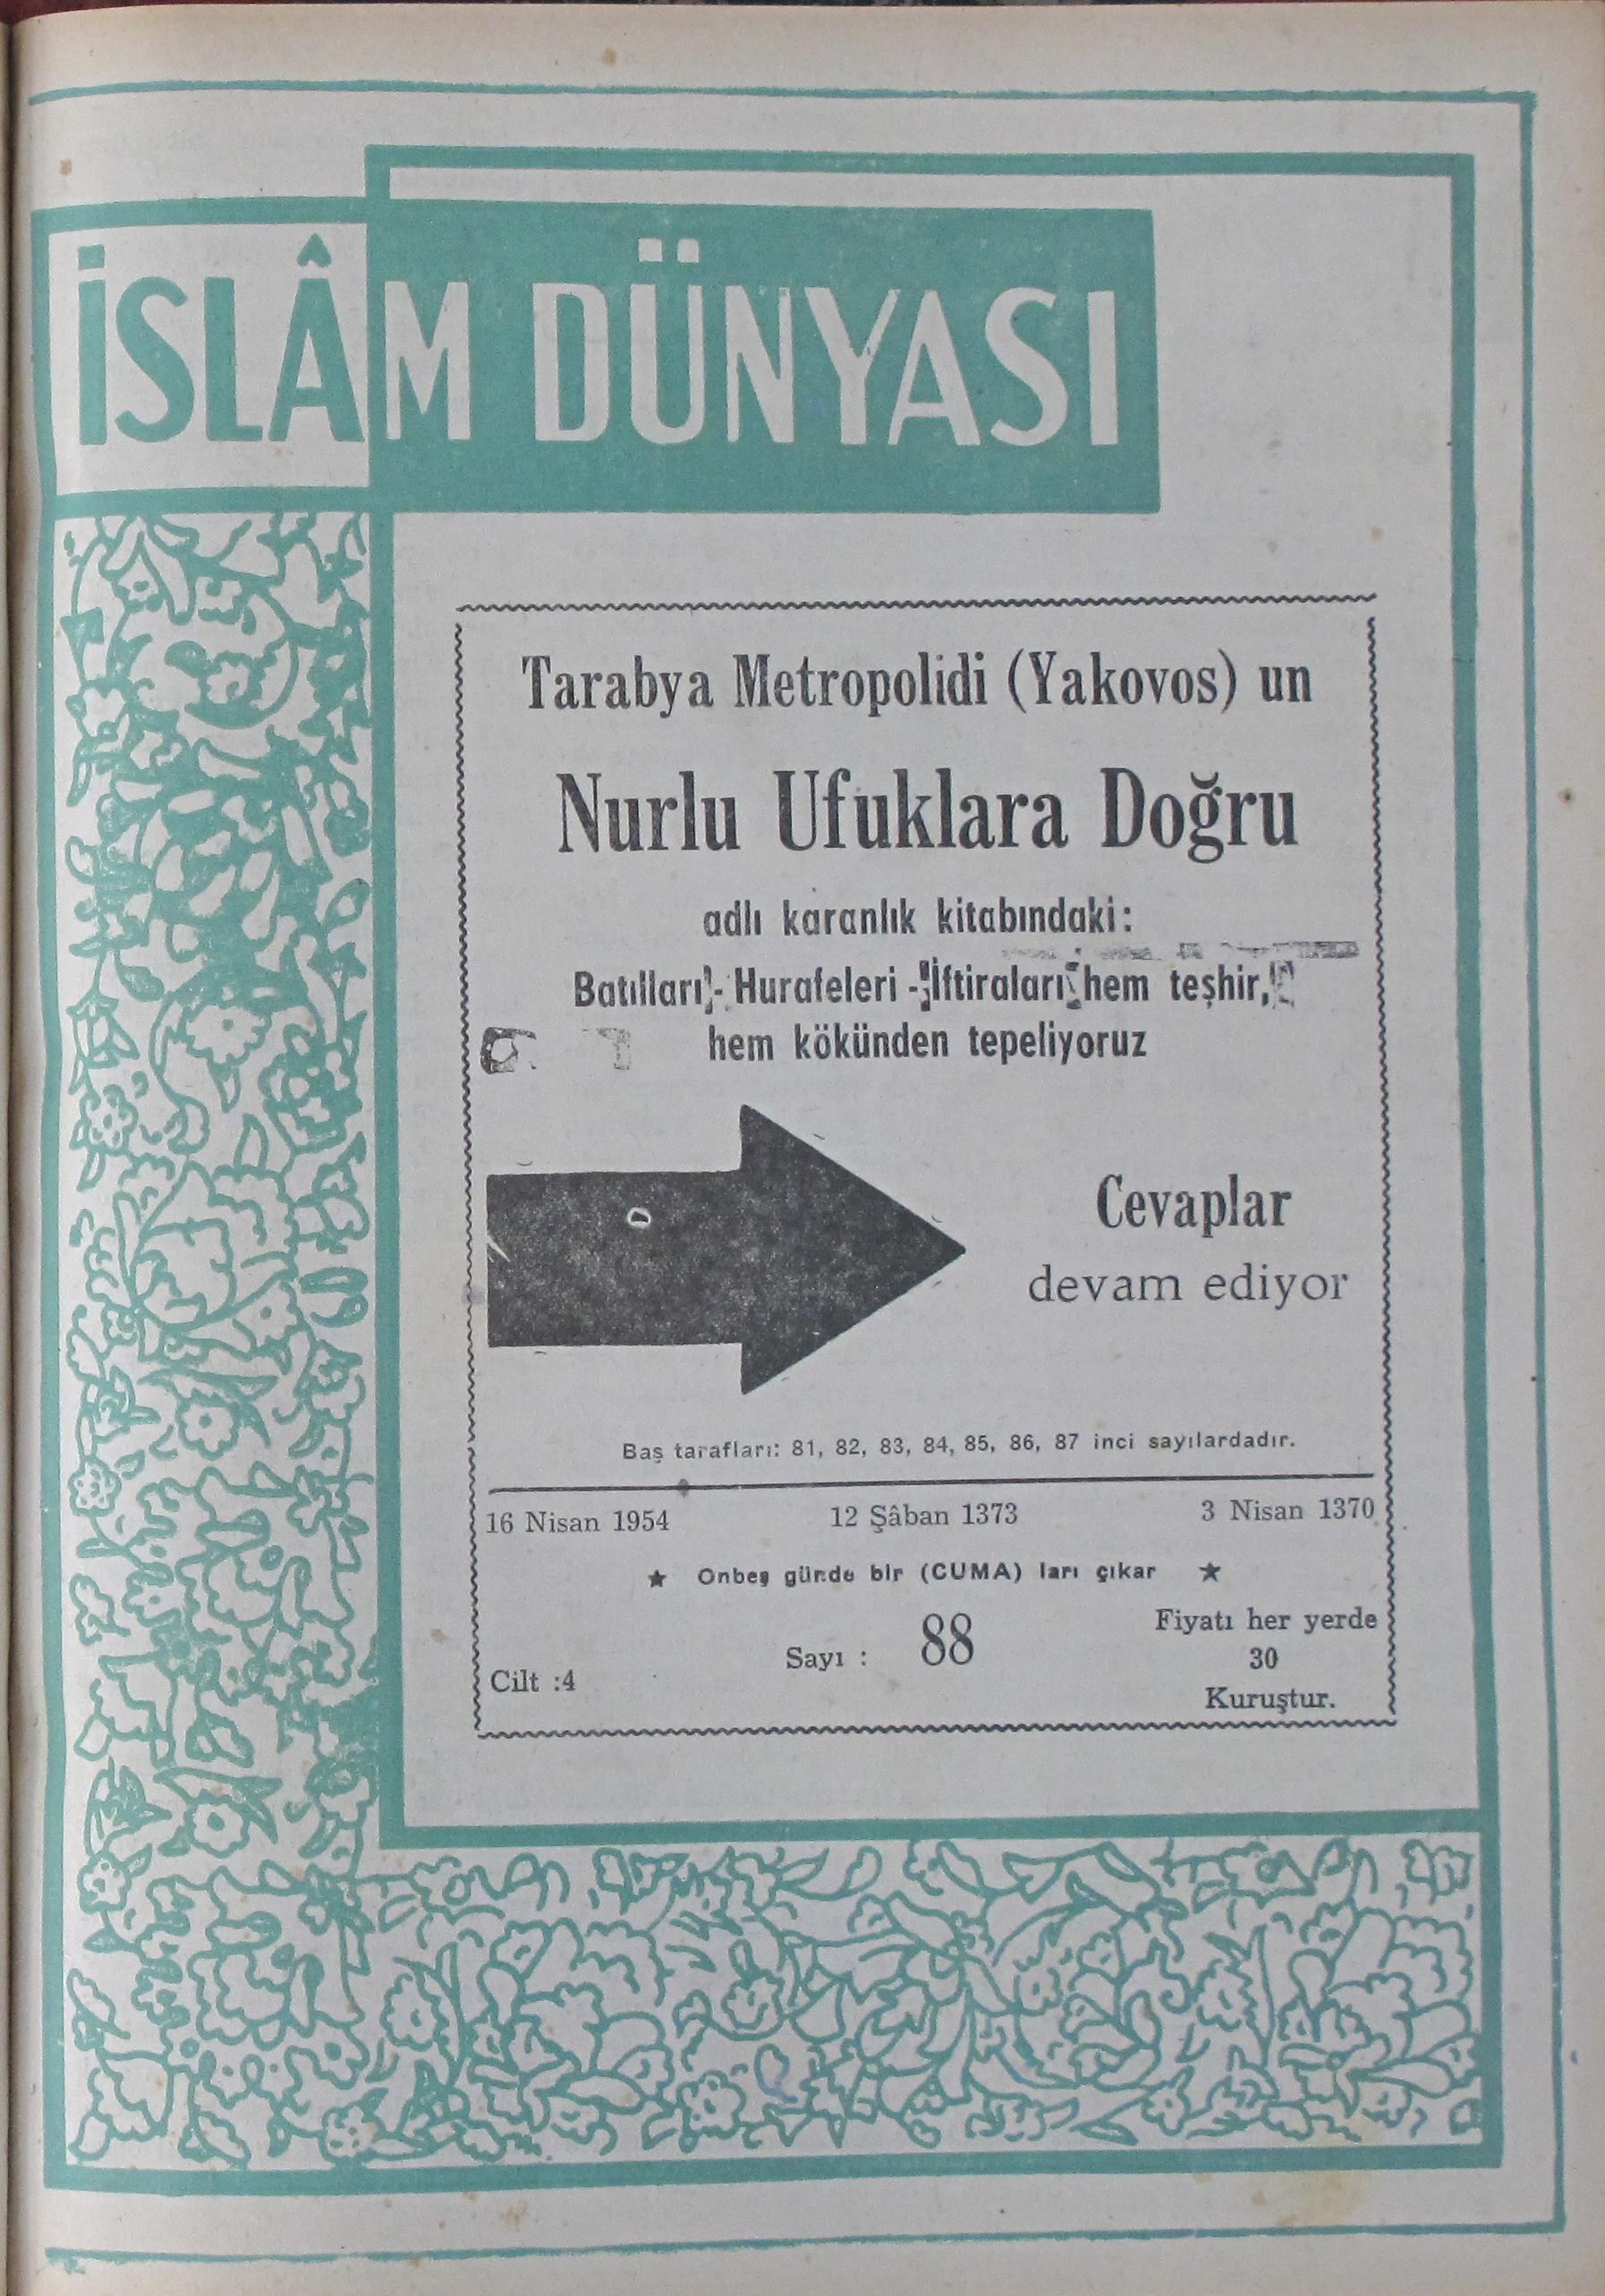 İSLÂM DÜNYASI
Tarabya Metropolidi (Yakovos) un
Nurlu Ufuklara Doğru
adlı karanlık kitabındaki:
Batılları - Hurafeleri - İftiraları hem teşhir,
hem kökünden tepeliyoruz
Cevaplar
devam ediyor
Baş tarafları: 81, 82, 83, 84, 85, 86, 87 inci sayılardadır.
16 Nisan 1954 12 Şâban 1373 3 Nisan 1370
★ Onbeş günde bir (CUMA) ları çıkar ★
Cilt :4 Sayı : 88 Fiyatı her yerde
30
Kuruştur.